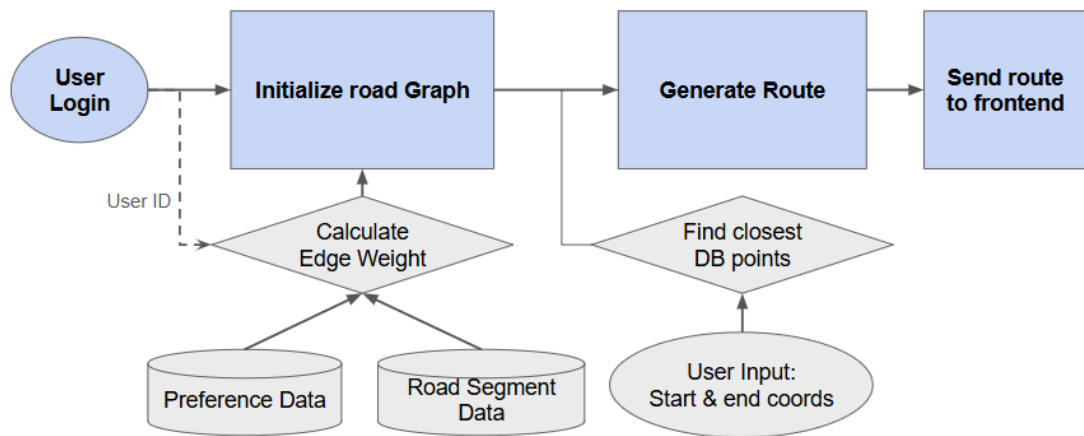 User
Login
Initialize road Graph
Generate Route
Send route
to frontend
User ID
Calculate
Edge Weight
Find closest
DB points
Preference Data
Road Segment
Data
User Input:
Start & end coords